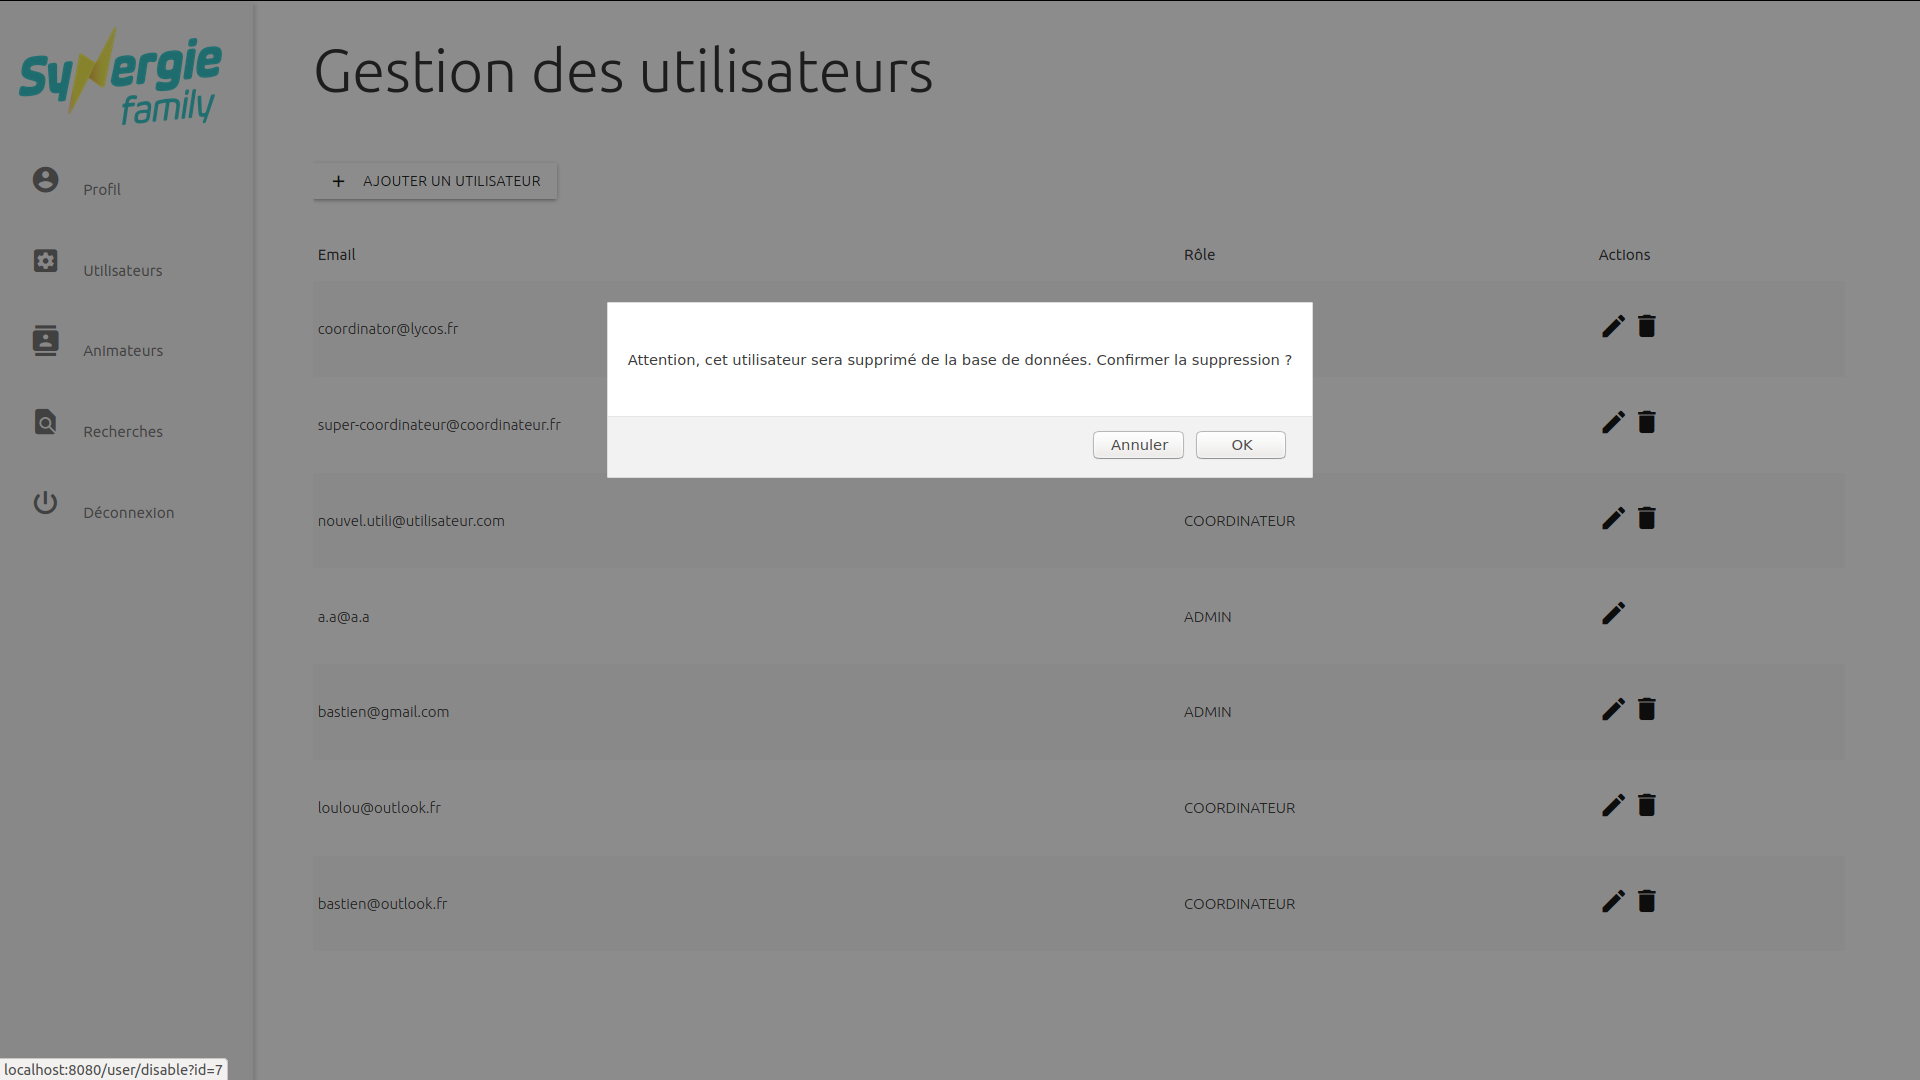 Synergie
family
Gestion des utilisateurs
Profil
AJOUTER UN UTILISATEUR
Email Rôle Actions
Utilisateurs
coordinator@lycos.fr
Animateurs
Attention, cet utilisateur sera supprimé de la base de données. Confirmer la suppression ?
super-coordinateur@coordinateur.fr
Recherches
Annuler OK
Déconnexion
nouvel.utili@utilisateur.com COORDINATEUR
a.a@a.a ADMIN
bastien@gmail.com ADMIN
loulou@outlook.fr COORDINATEUR
bastien@outlook.fr COORDINATEUR
localhost:8080/user/disable?id=7